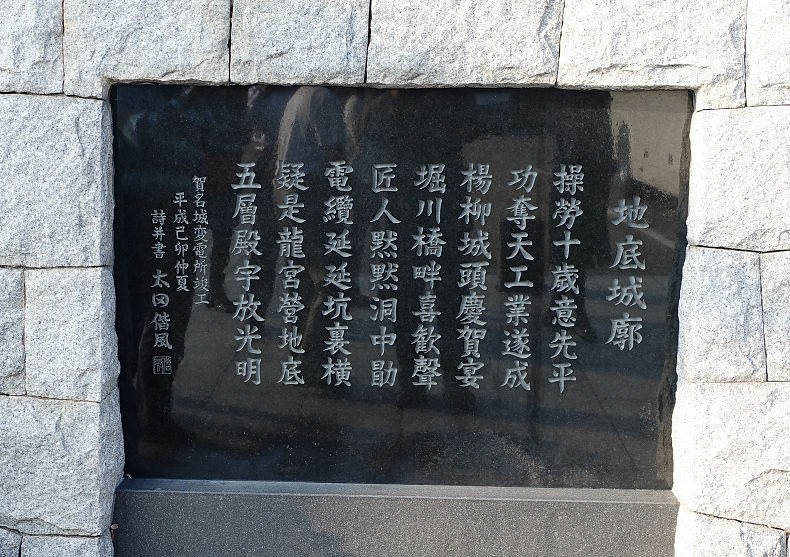 地底城廓
操勞十歳意先平
功奪天工業遂成
楊柳城頭慶賀宴
堀川橋畔喜歓聲
匠人黙黙洞中勛
電纜延延坑裏横
疑是龍宮營地底
五層殿宇放光明
賀名城変電所竣工
平成己卯仲夏
詩并書 太田偕風